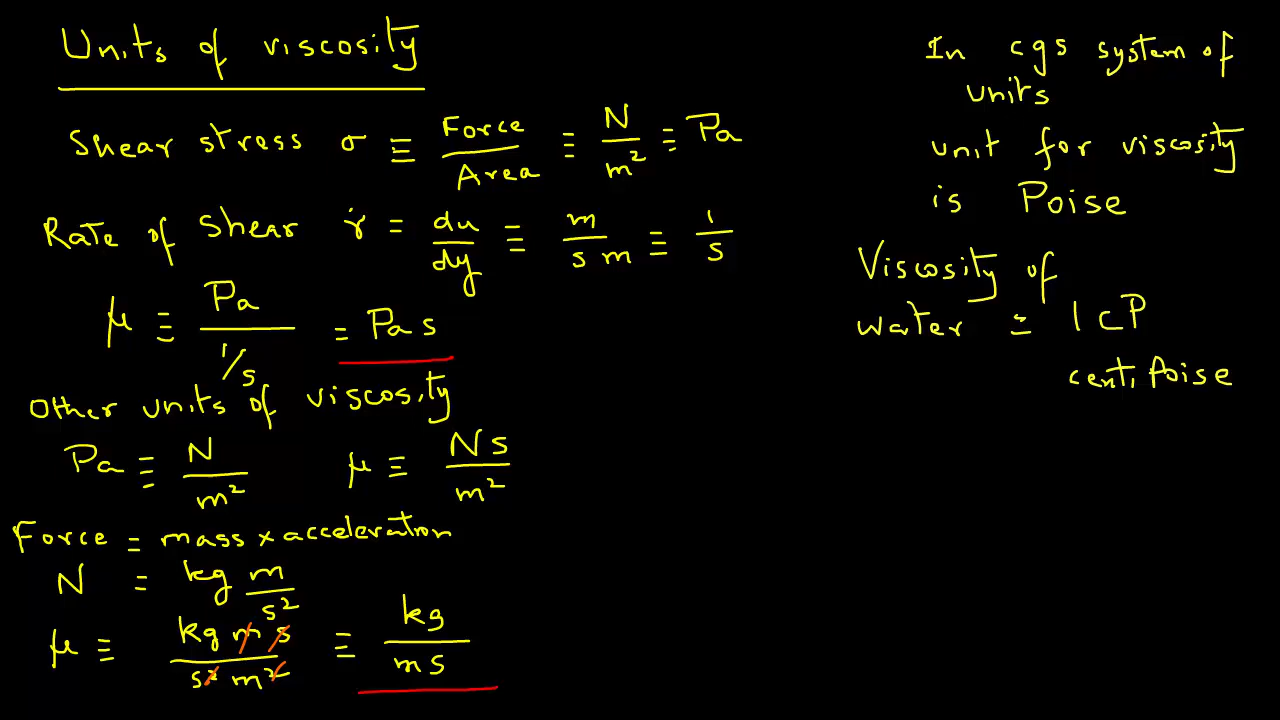 Units of viscosity
Shear stress σ ≡ Force/Area ≡ N/m² ≡ Pa
Rate of shear γ̇ = du/dy ≡ m/s m ≡ 1/s
μ ≡ Pa/1/s = Pa s
Other units of viscosity
Pa ≡ N/m² μ ≡ N s/m²
Force = mass × acceleration
N = kg m/s²
μ ≡ kg m s/s² m² ≡ kg/m s
In cgs system of
units
unit for viscosity
is Poise
Viscosity of
water = 1 cP
centiPoise